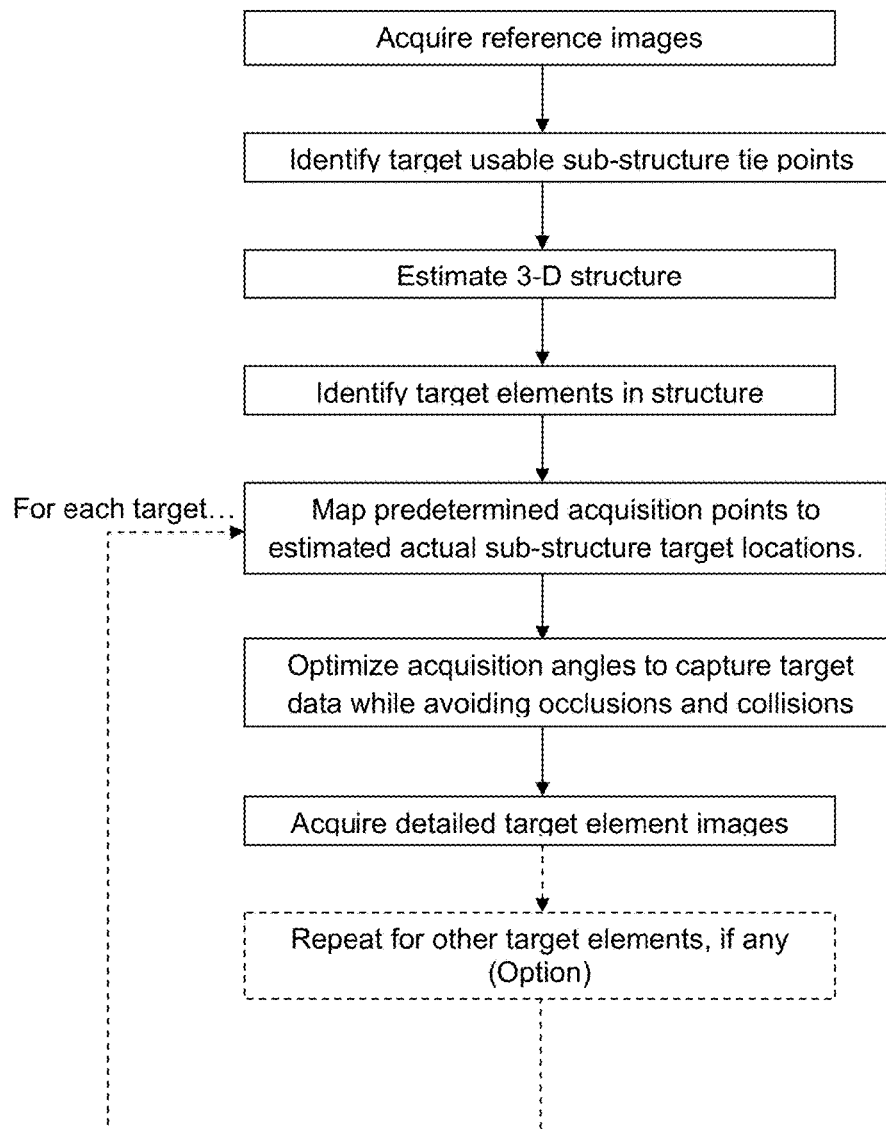 Acquire reference images
Identify target usable sub-structure tie points
Estimate 3-D structure
Identify target elements in structure
For each target…
Map predetermined acquisition points to
estimated actual sub-structure target locations.
Optimize acquisition angles to capture target
data while avoiding occlusions and collisions
Acquire detailed target element images
Repeat for other target elements, if any
(Option)